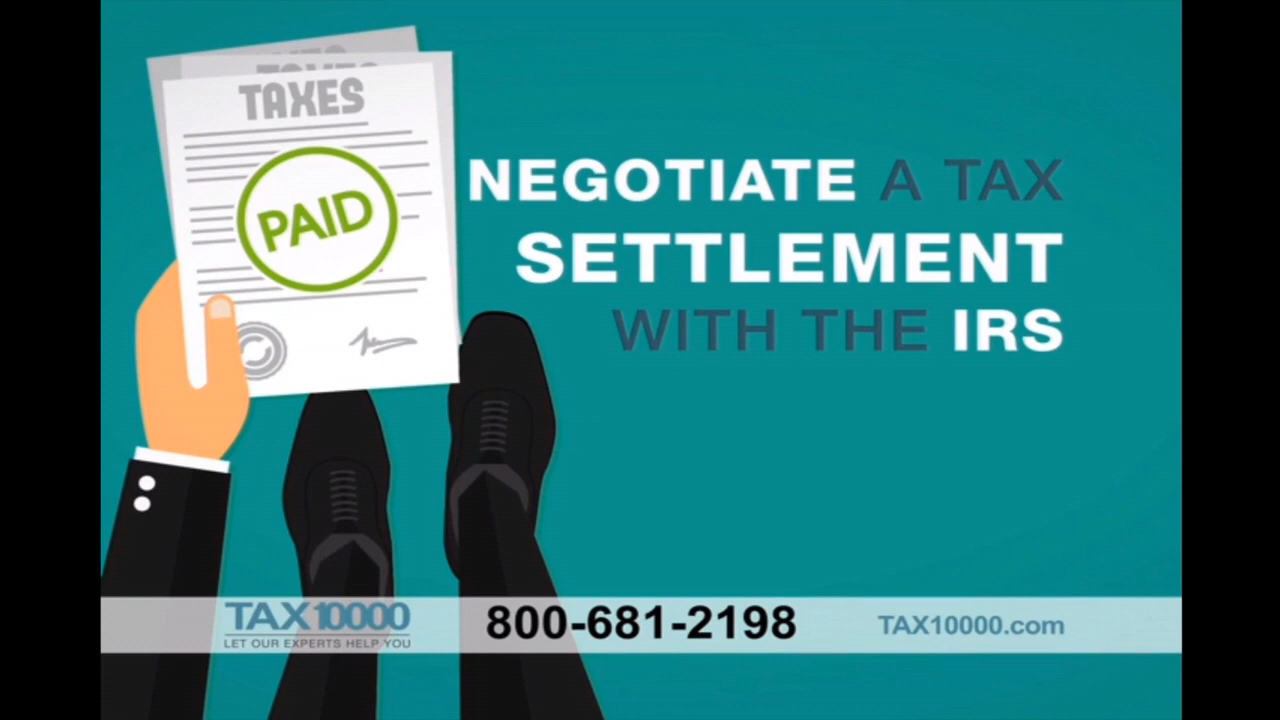 TAXES
PAID
NEGOTIATE A TAX
SETTLEMENT
WITH THE IRS
TAX10000
LET OUR EXPERTS HELP YOU
800-681-2198
TAX10000.com